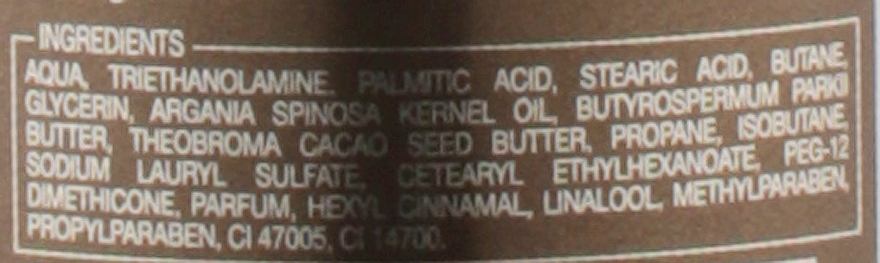 INGREDIENTS
AQUA, TRIETHANOLAMINE, PALMITIC ACID, STEARIC ACID, BUTANE,
GLYCERIN, ARGANIA SPINOSA KERNEL OIL, BUTYROSPERMUM PARKII
BUTTER, THEOBROMA CACAO SEED BUTTER, PROPANE, ISOBUTANE,
SODIUM LAURYL SULFATE, CETEARYL ETHYLHEXANOATE, PEG-12
DIMETHICONE, PARFUM, HEXYL CINNAMAL, LINALOOL, METHYLPARABEN,
PROPYLPARABEN, CI 47005, CI 14700.